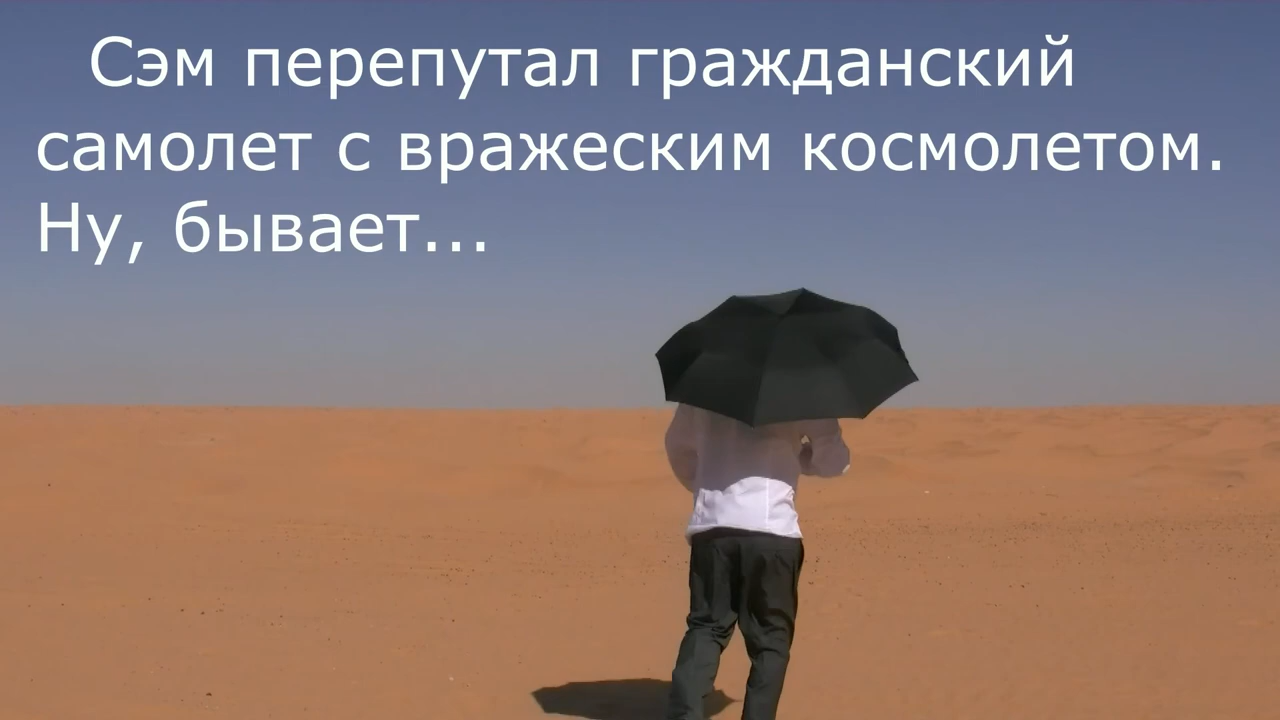 Сэм перепутал гражданский
самолет с вражеским космолетом.
Ну, бывает...